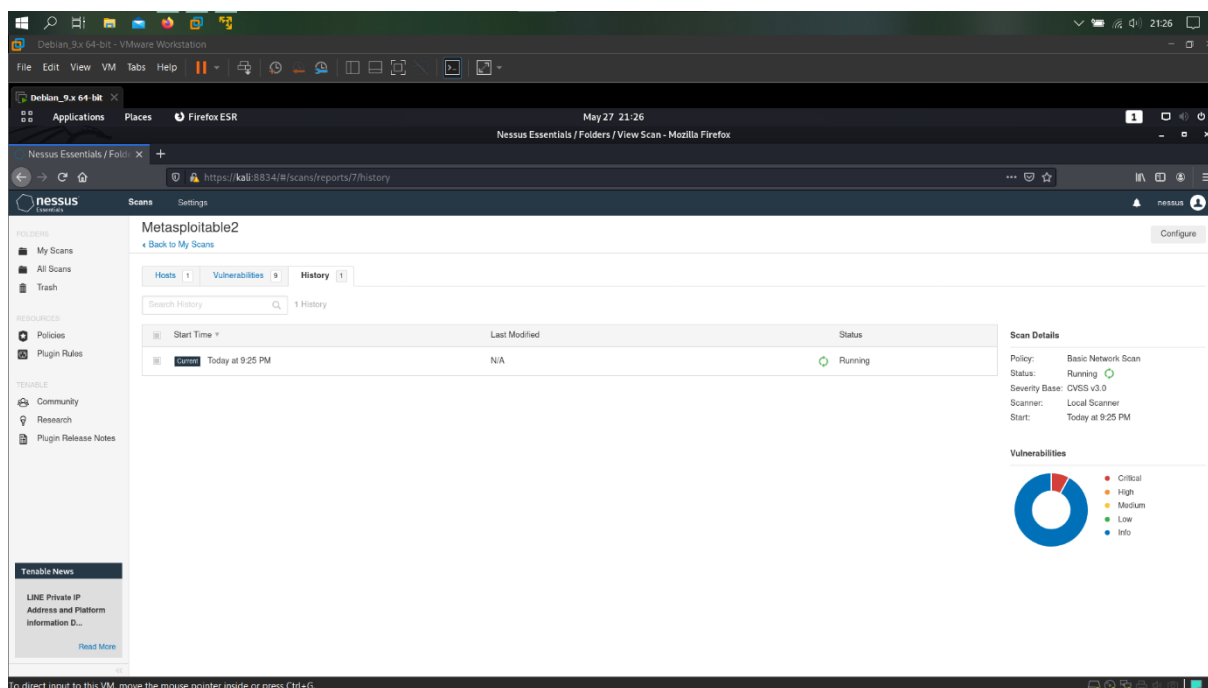 21:26
Debian_9.x 64-bit - VMware Workstation
File Edit View VM Tabs Help
Debian_9.x 64-bit
Applications Places Firefox ESR May 27 21:26 1
Nessus Essentials / Folders / View Scan - Mozilla Firefox
Nessus Essentials / Folde
https://kali:8834/#/scans/reports/7/history
nessus Essentials Scans Settings nessus
FOLDERS
My Scans
All Scans
Trash
RESOURCES
Policies
Plugin Rules
TENABLE
Community
Research
Plugin Release Notes
Tenable News
LINE Private IP
Address and Platform
Information D...
Read More
Metasploitable2
Back to My Scans
Configure
Hosts 1 Vulnerabilities 9 History 1
Search History 1 History
Start Time Last Modified Status
Current Today at 9:25 PM N/A Running
Scan Details
Policy: Basic Network Scan
Status: Running
Severity Base: CVSS v3.0
Scanner: Local Scanner
Start: Today at 9:25 PM
Vulnerabilities
Critical
High
Medium
Low
Info
To direct input to this VM, move the mouse pointer inside or press Ctrl+G.